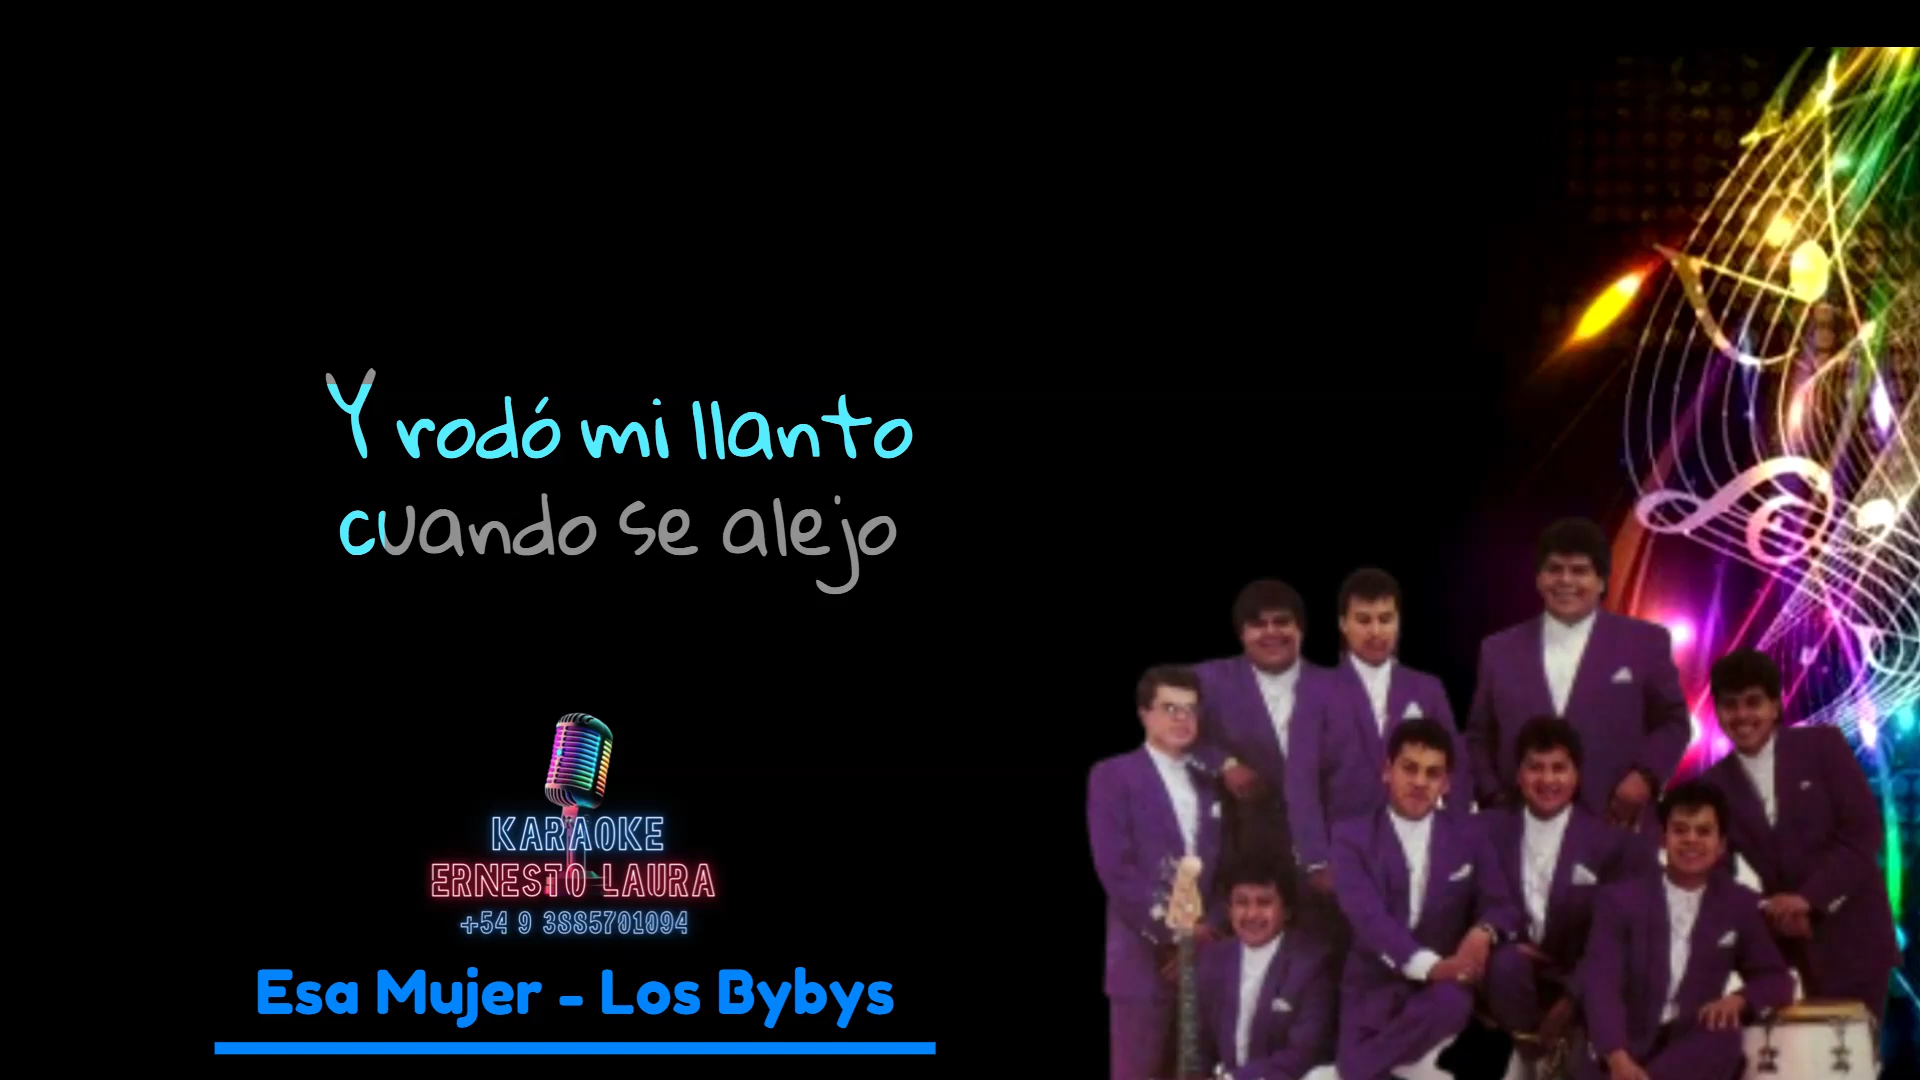 Y rodó mi llanto
cuando se alejo
KARAOKE
ERNESTO LAURA
+54 9 3885701094
Esa Mujer - Los Bybys